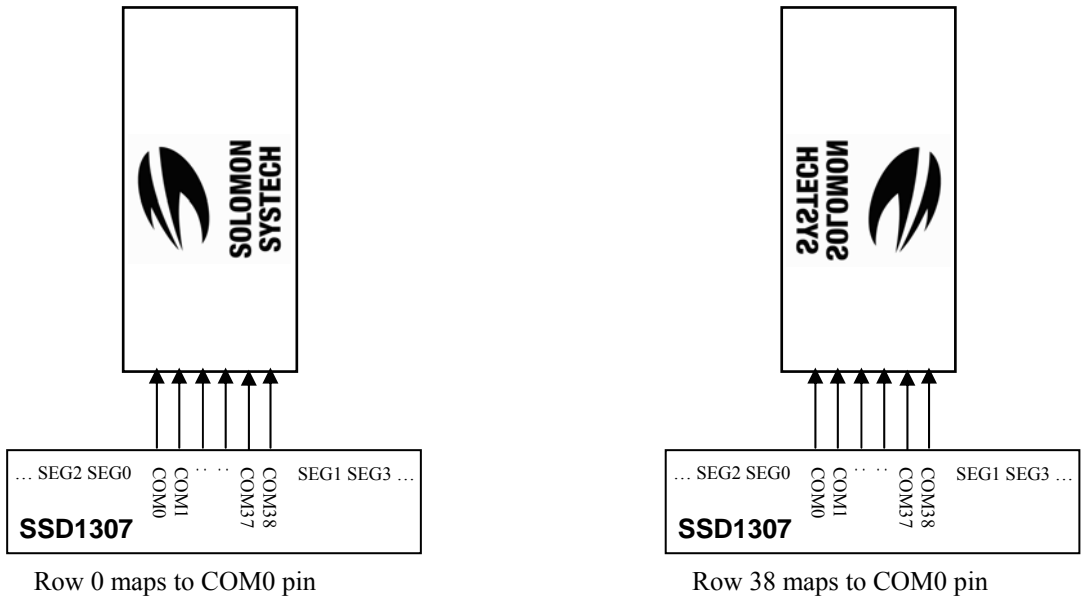 SOLOMON
SYSTECH
SYSTECH
SOLOMON
… SEG2 SEG0
COM0
COM1
..
..
COM37
COM38
SEG1 SEG3 …
SSD1307
Row 0 maps to COM0 pin
… SEG2 SEG0
COM0
COM1
..
..
COM37
COM38
SEG1 SEG3 …
SSD1307
Row 38 maps to COM0 pin